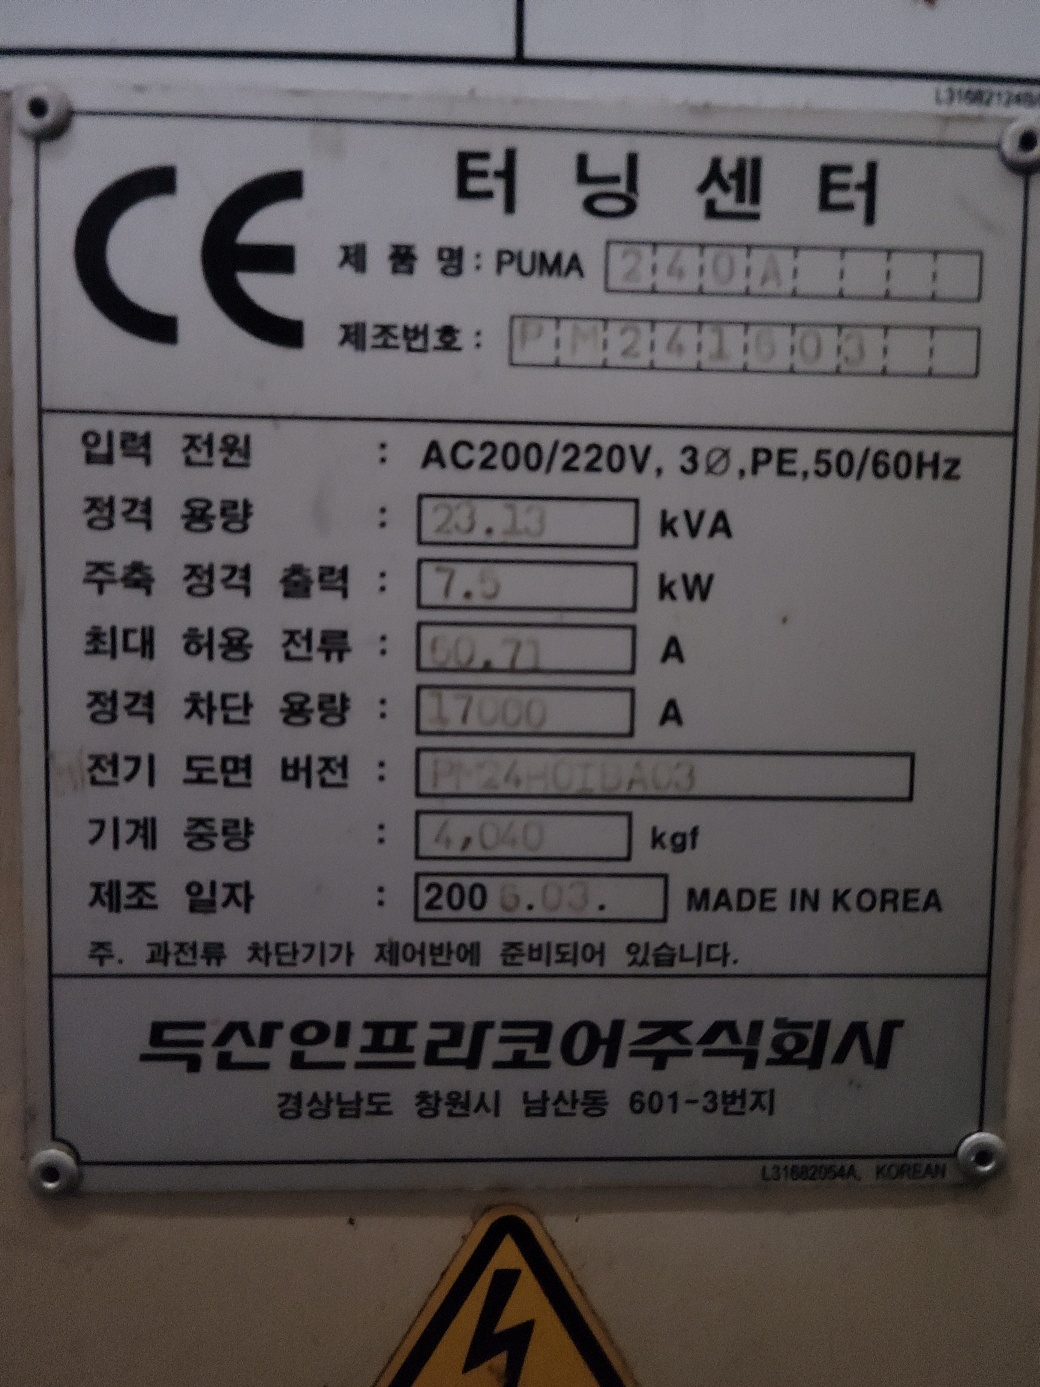 CE
터닝센터
제 품 명 : PUMA 240A
제조번호 : PM241603
입력 전원 : AC200/220V, 3Ø,PE,50/60Hz
정격 용량 : 23.13 kVA
주축 정격 출력 : 7.5 kW
최대 허용 전류 : 60.71 A
정격 차단 용량 : 17000 A
전기 도면 버전 :
기계 중량 : 4,040 kgf
제조 일자 : 2006.03. MADE IN KOREA
주. 과전류 차단기가 제어반에 준비되어 있습니다.
두산인프라코어주식회사
경상남도 창원시 남산동 601-3번지
L31682054A, KOREAN